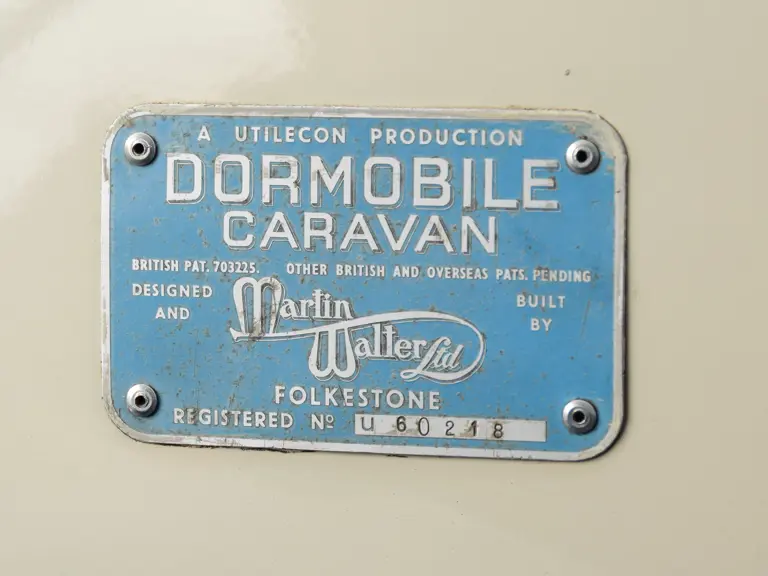 A UTILECON PRODUCTION
DORMOBILE
CARAVAN
BRITISH PAT. 703225. OTHER BRITISH AND OVERSEAS PATS. PENDING
DESIGNED AND
Martin Walter Ltd
BUILT BY
FOLKESTONE
REGISTERED Nº U 60218